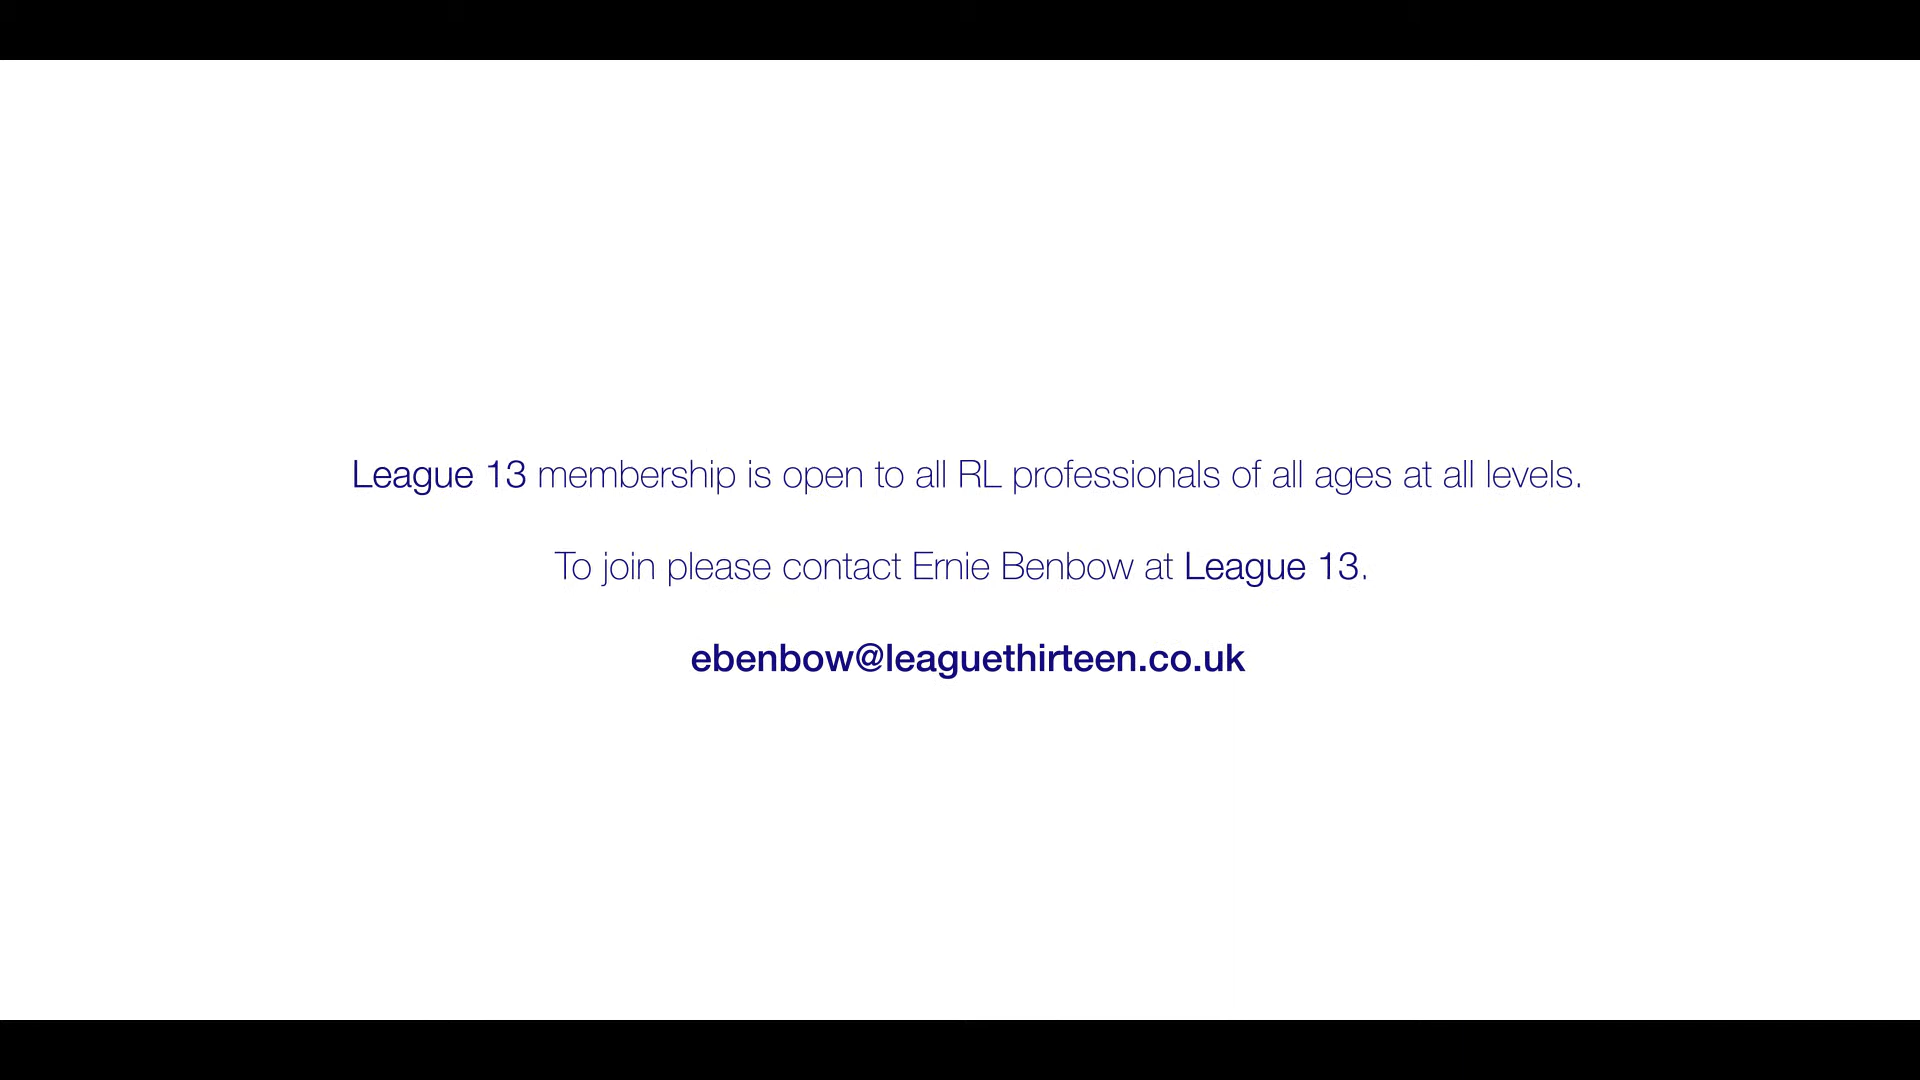 League 13 membership is open to all RL professionals of all ages at all levels.
To join please contact Ernie Benbow at League 13.
ebenbow@leaguethirteen.co.uk